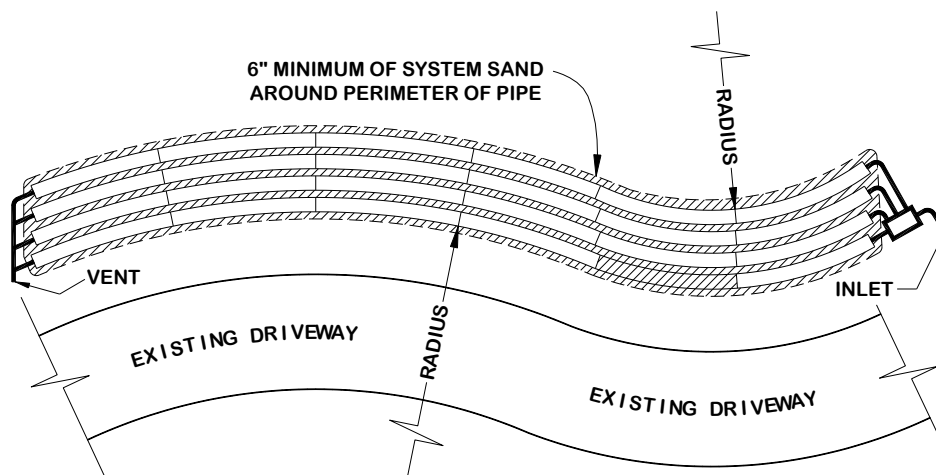 6" MINIMUM OF SYSTEM SAND
AROUND PERIMETER OF PIPE
RADIUS
VENT
INLET
RADIUS
EXISTING DRIVEWAY
EXISTING DRIVEWAY